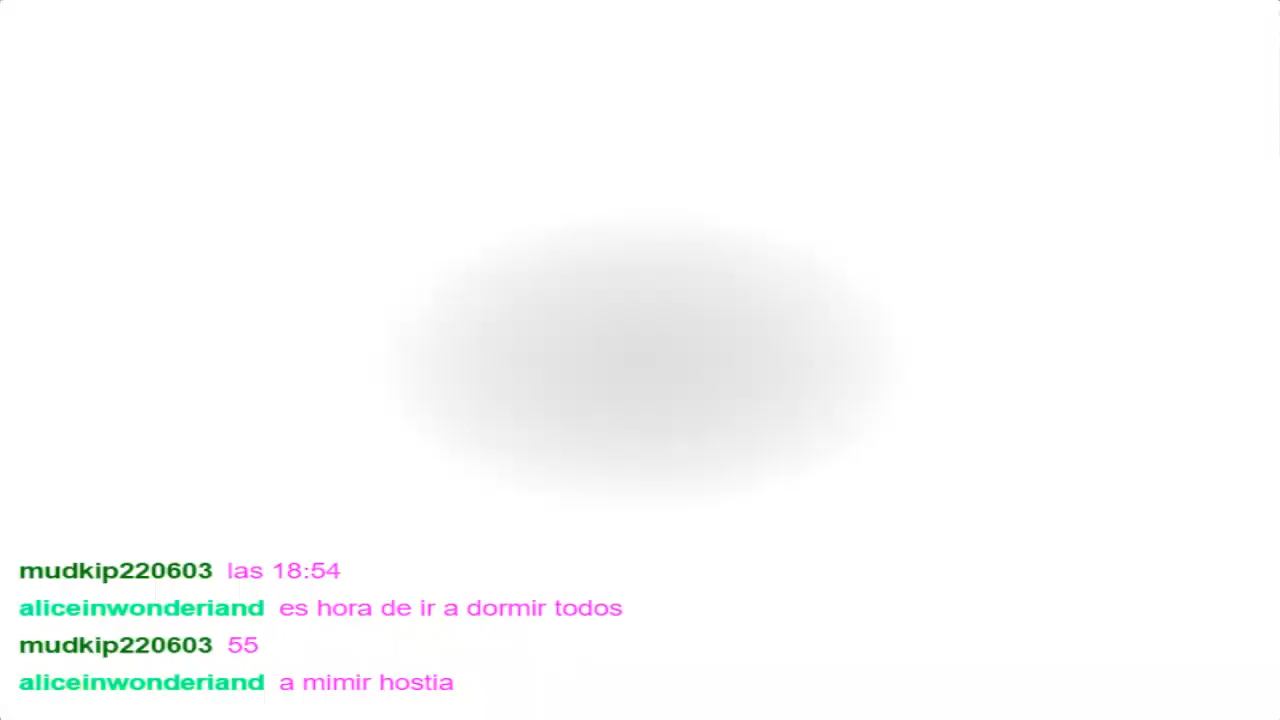 mudkip220603 las 18:54
aliceinwonderiand es hora de ir a dormir todos
mudkip220603 55
aliceinwonderiand a mimir hostia